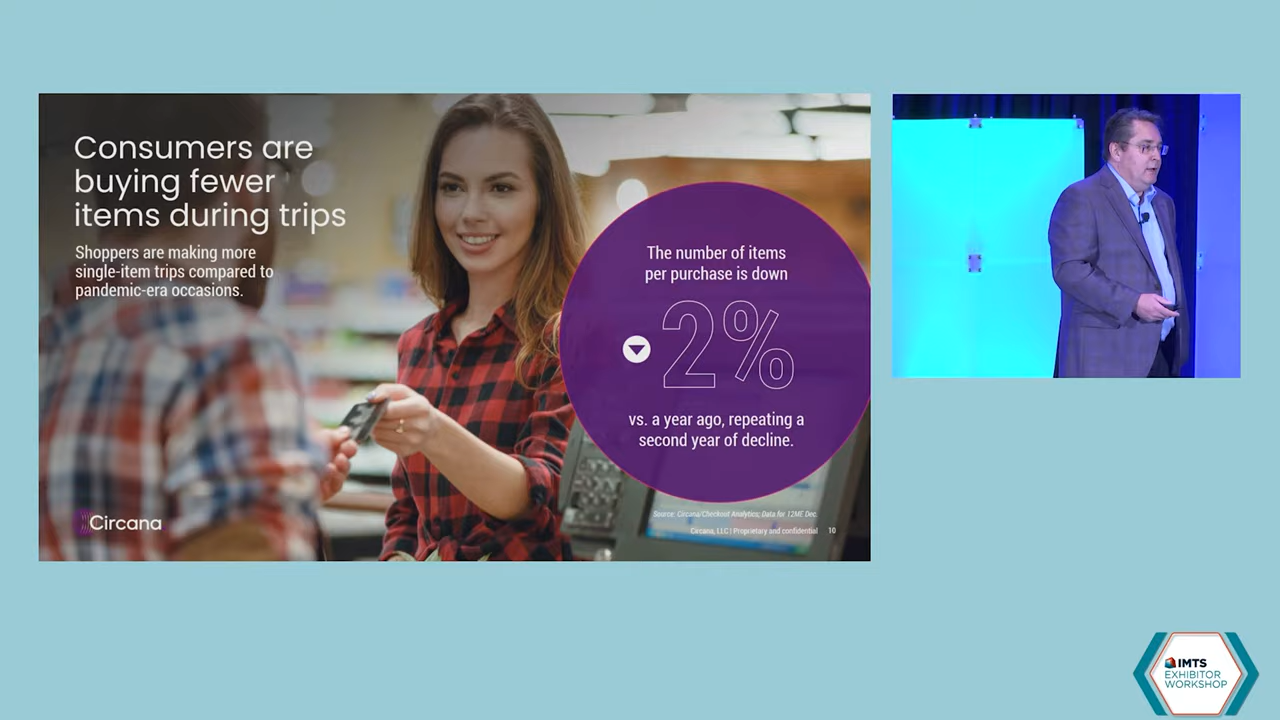 Consumers are
buying fewer
items during trips
Shoppers are making more
single-item trips compared to
pandemic-era occasions.
The number of items
per purchase is down
2%
vs. a year ago, repeating a
second year of decline.
Source: Circana/Checkout Analytics; Data for 12ME Dec.
Circana, LLC | Proprietary and confidential 10
Circana
IMTS
EXHIBITOR
WORKSHOP